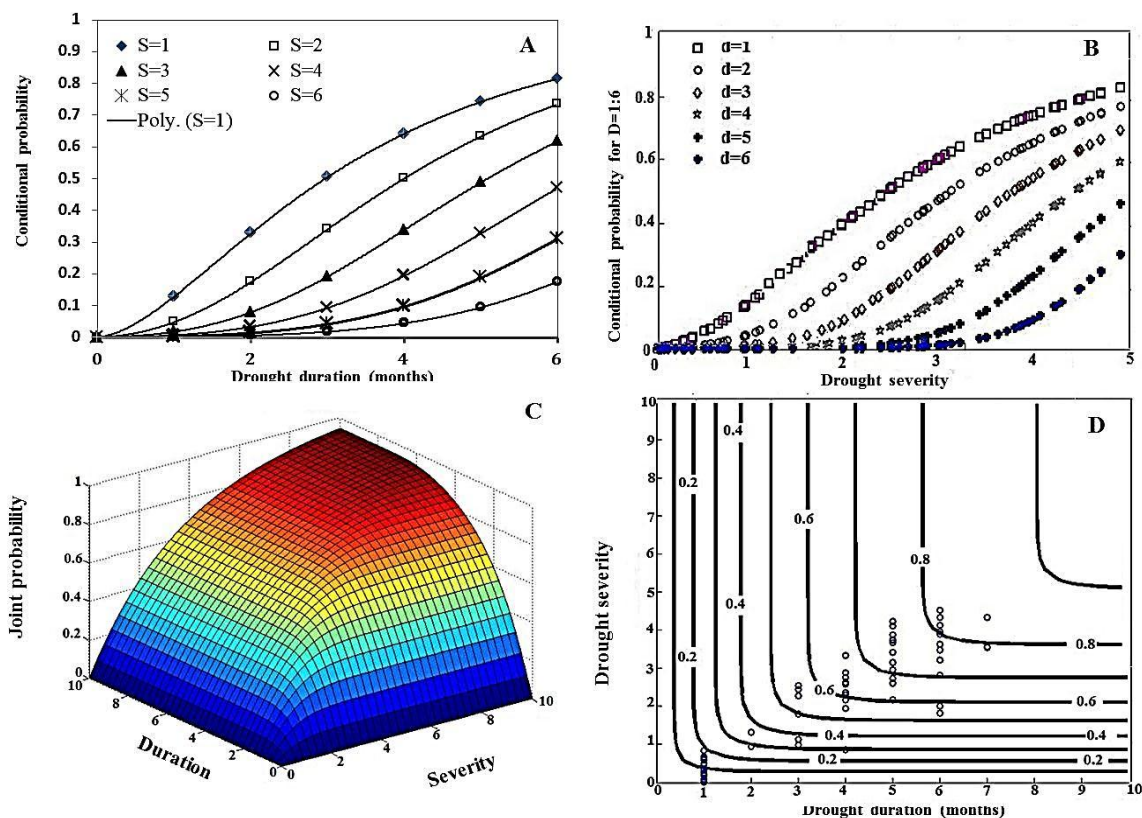 A
Conditional probability
1
0.9
0.8
0.7
0.6
0.5
0.4
0.3
0.2
0.1
0
S=1 S=2
S=3 S=4
S=5 S=6
Poly. (S=1)
0 2 4 6
Drought duration (months)
B
Conditional probability for D=1:6
1
0.8
0.6
0.4
0.2
0
d=1
d=2
d=3
d=4
d=5
d=6
0 1 2 3 4 5
Drought severity
C
Joint probability
1
0.8
0.6
0.4
0.2
0
10
8
6
4
2
0
Duration
0
2
4
6
8
10
Severity
D
Drought severity
10
9
8
7
6
5
4
3
2
1
0
0.4
0.2
0.6
0.8
0.4
0.2
0.8
0.6
0.6
0.4
0.4
0.2
0.2
0 1 2 3 4 5 6 7 8 9 10
Drought duration (months)